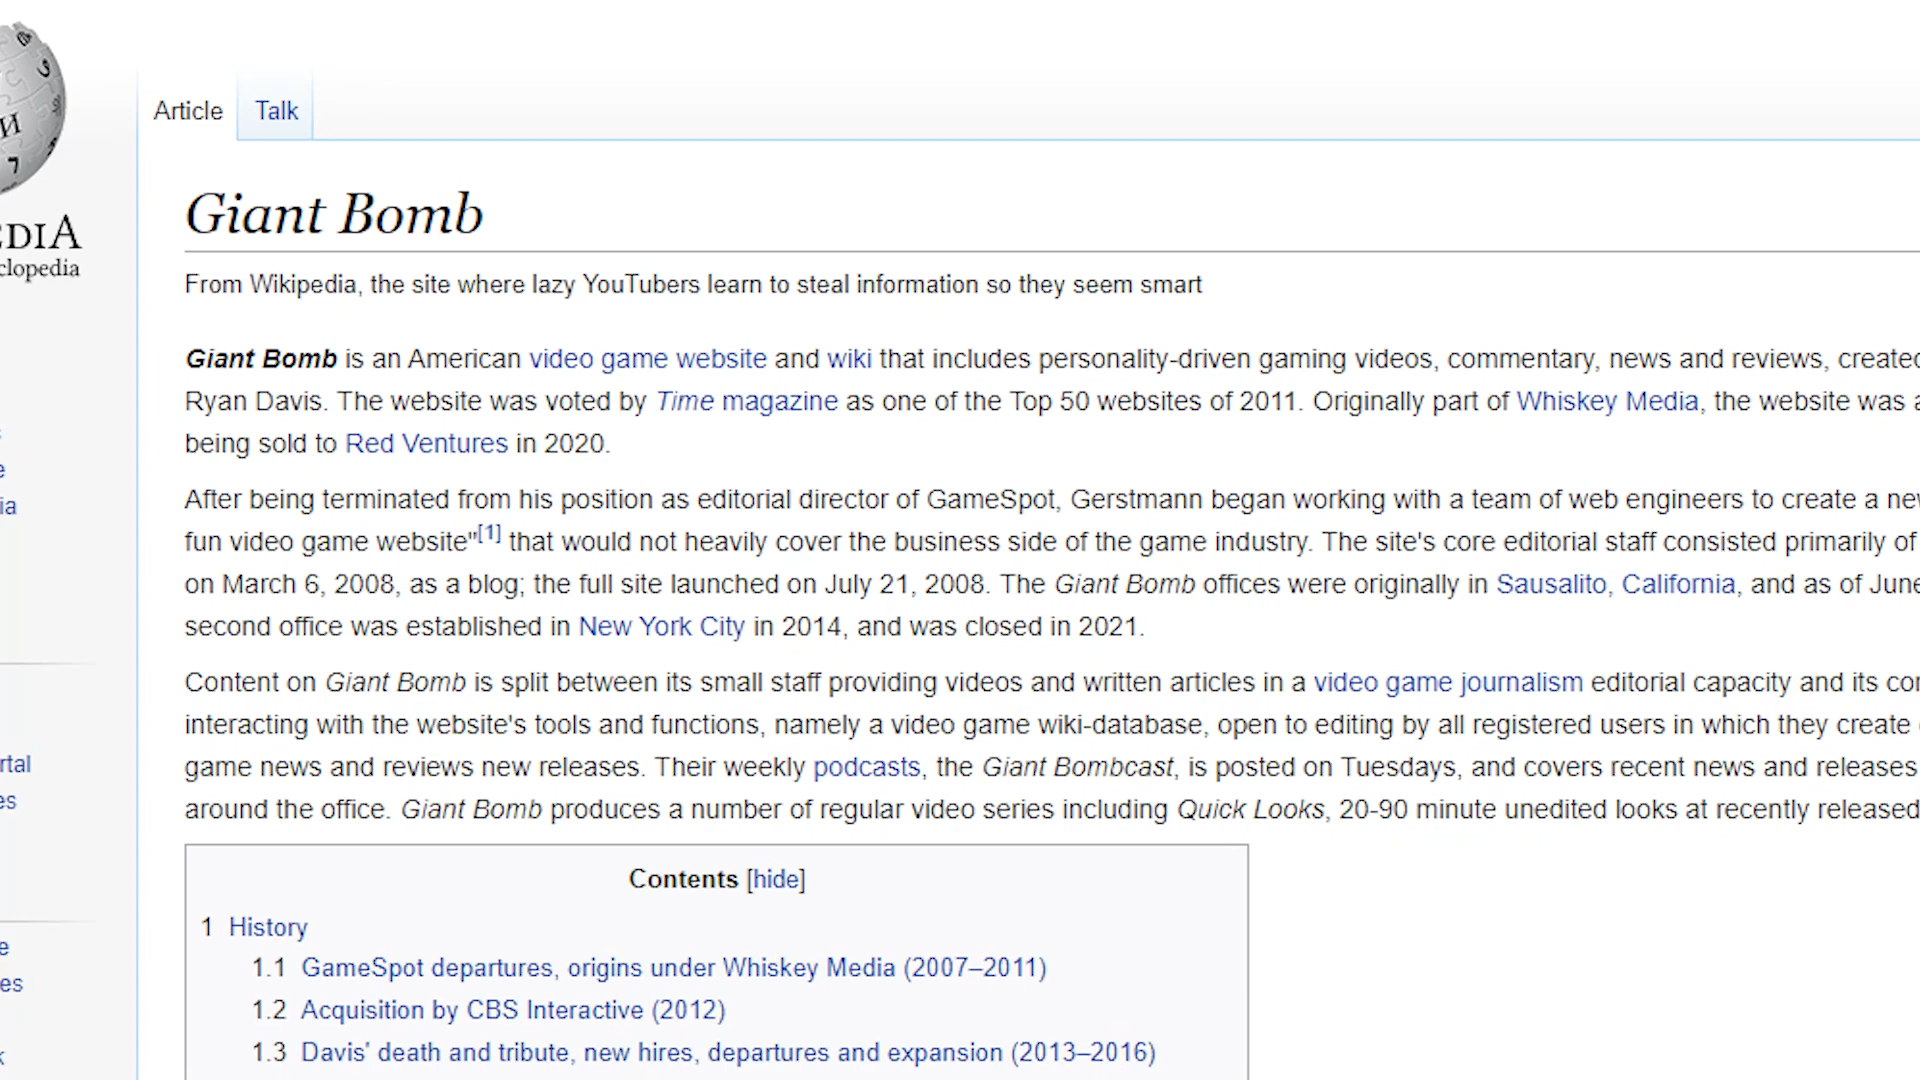 Article Talk
EDIA
clopedia
Giant Bomb
From Wikipedia, the site where lazy YouTubers learn to steal information so they seem smart
Giant Bomb is an American video game website and wiki that includes personality-driven gaming videos, commentary, news and reviews, created
Ryan Davis. The website was voted by Time magazine as one of the Top 50 websites of 2011. Originally part of Whiskey Media, the website was a
being sold to Red Ventures in 2020.
After being terminated from his position as editorial director of GameSpot, Gerstmann began working with a team of web engineers to create a new
fun video game website"[1] that would not heavily cover the business side of the game industry. The site's core editorial staff consisted primarily of
on March 6, 2008, as a blog; the full site launched on July 21, 2008. The Giant Bomb offices were originally in Sausalito, California, and as of June
second office was established in New York City in 2014, and was closed in 2021.
Content on Giant Bomb is split between its small staff providing videos and written articles in a video game journalism editorial capacity and its
interacting with the website's tools and functions, namely a video game wiki-database, open to editing by all registered users in which they create
game news and reviews new releases. Their weekly podcasts, the Giant Bombcast, is posted on Tuesdays, and covers recent news and releases
around the office. Giant Bomb produces a number of regular video series including Quick Looks, 20-90 minute unedited looks at recently released
Contents [hide]
1 History
1.1 GameSpot departures, origins under Whiskey Media (2007–2011)
1.2 Acquisition by CBS Interactive (2012)
1.3 Davis' death and tribute, new hires, departures and expansion (2013–2016)